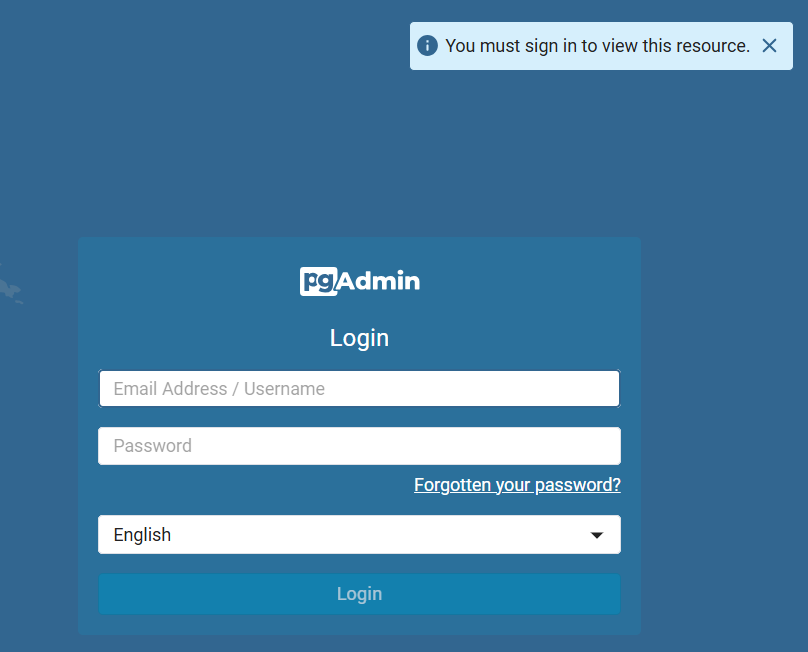 You must sign in to view this resource.
pgAdmin
Login
Email Address / Username
Password
Forgotten your password?
English
Login